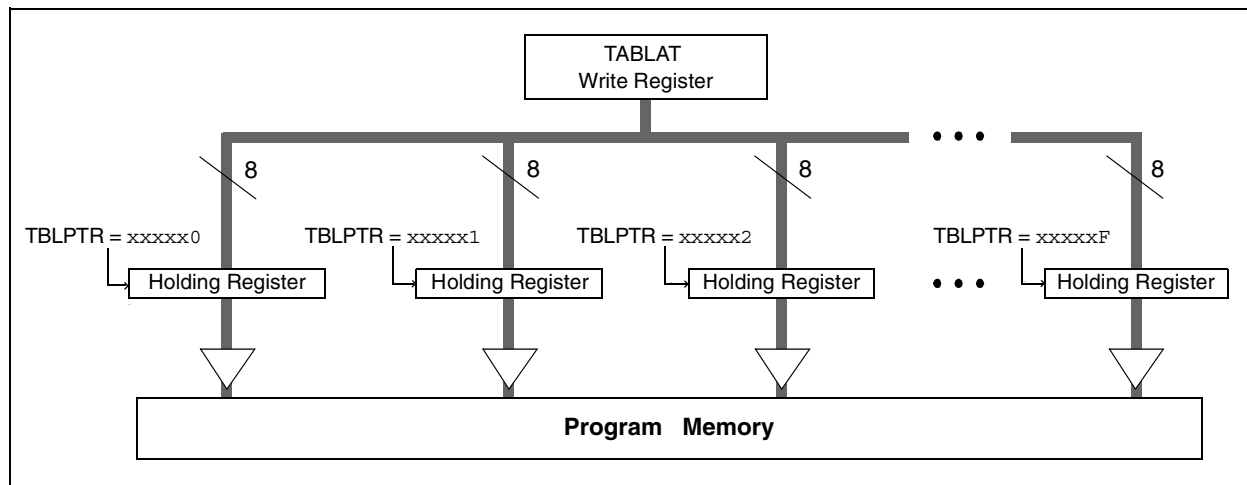 TABLAT
Write Register
8 8 8 8
TBLPTR = xxxxx0 TBLPTR = xxxxx1 TBLPTR = xxxxx2 TBLPTR = xxxxxF
Holding Register Holding Register Holding Register Holding Register
Program Memory